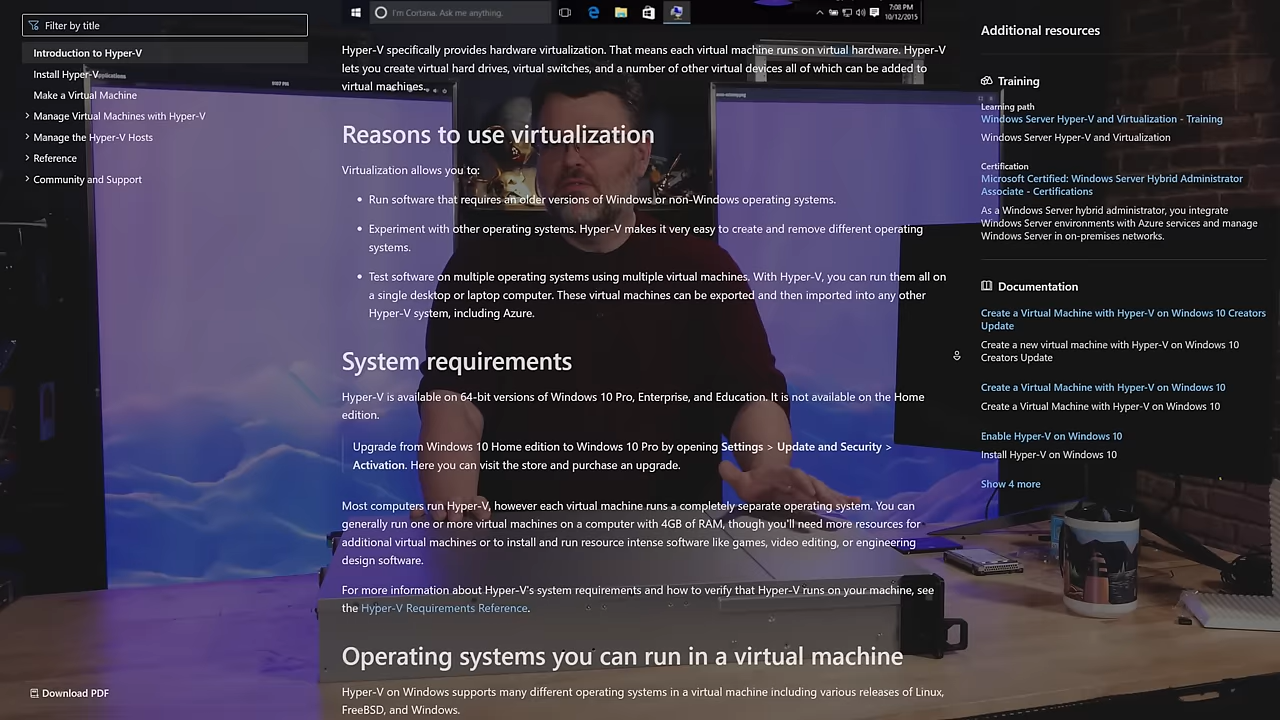 Filter by title
Introduction to Hyper-V
Install Hyper-V
Make a Virtual Machine
Manage Virtual Machines with Hyper-V
Manage the Hyper-V Hosts
Reference
Community and Support
Download PDF
I'm Cortana. Ask me anything.
7:08 PM
10/12/2015
Hyper-V specifically provides hardware virtualization. That means each virtual machine runs on virtual hardware. Hyper-V
lets you create virtual hard drives, virtual switches, and a number of other virtual devices all of which can be added to
virtual machines.
Reasons to use virtualization
Virtualization allows you to:
• Run software that requires an older versions of Windows or non-Windows operating systems.
• Experiment with other operating systems. Hyper-V makes it very easy to create and remove different operating
systems.
• Test software on multiple operating systems using multiple virtual machines. With Hyper-V, you can run them all on
a single desktop or laptop computer. These virtual machines can be exported and then imported into any other
Hyper-V system, including Azure.
System requirements
Hyper-V is available on 64-bit versions of Windows 10 Pro, Enterprise, and Education. It is not available on the Home
edition.
Upgrade from Windows 10 Home edition to Windows 10 Pro by opening Settings > Update and Security >
Activation. Here you can visit the store and purchase an upgrade.
Most computers run Hyper-V, however each virtual machine runs a completely separate operating system. You can
generally run one or more virtual machines on a computer with 4GB of RAM, though you'll need more resources for
additional virtual machines or to install and run resource intense software like games, video editing, or engineering
design software.
For more information about Hyper-V's system requirements and how to verify that Hyper-V runs on your machine, see
the Hyper-V Requirements Reference.
Operating systems you can run in a virtual machine
Hyper-V on Windows supports many different operating systems in a virtual machine including various releases of Linux,
FreeBSD, and Windows.
Additional resources
Training
Learning path
Windows Server Hyper-V and Virtualization - Training
Windows Server Hyper-V and Virtualization
Certification
Microsoft Certified: Windows Server Hybrid Administrator
Associate - Certifications
As a Windows Server hybrid administrator, you integrate
Windows Server environments with Azure services and manage
Windows Server in on-premises networks.
Documentation
Create a Virtual Machine with Hyper-V on Windows 10 Creators
Update
Create a new virtual machine with Hyper-V on Windows 10
Creators Update
Create a Virtual Machine with Hyper-V on Windows 10
Create a Virtual Machine with Hyper-V on Windows 10
Enable Hyper-V on Windows 10
Install Hyper-V on Windows 10
Show 4 more